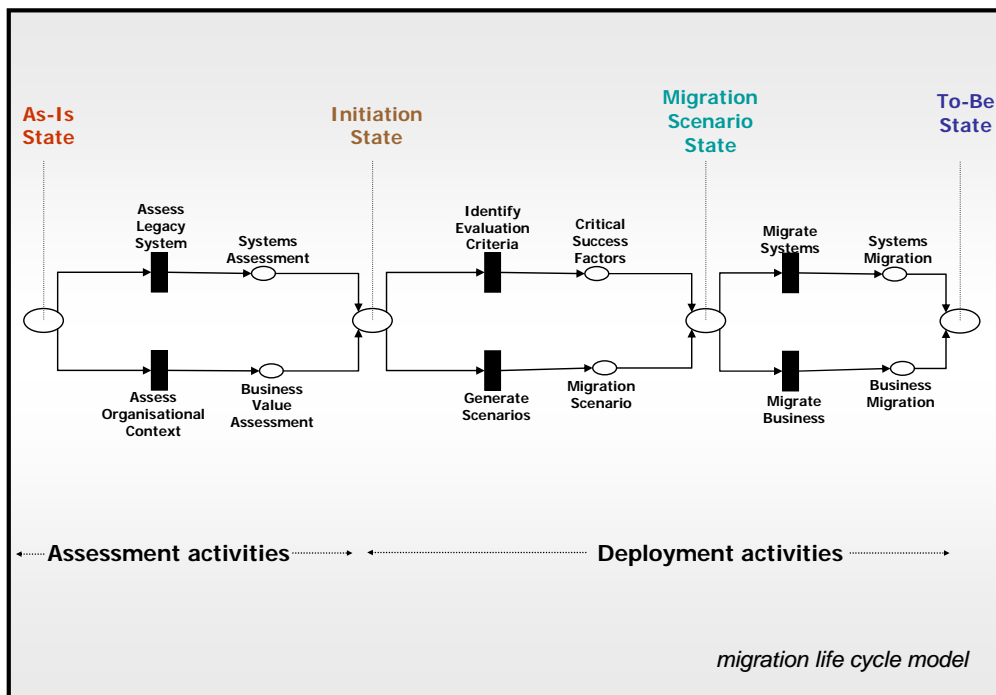 As-Is
State
Initiation
State
Migration
Scenario
State
To-Be
State
Assess
Legacy
System
Systems
Assessment
Identify
Evaluation
Criteria
Critical
Success
Factors
Migrate
Systems
Systems
Migration
Assess
Organisational
Context
Business
Value
Assessment
Generate
Scenarios
Migration
Scenario
Migrate
Business
Business
Migration
Assessment activities
Deployment activities
migration life cycle model